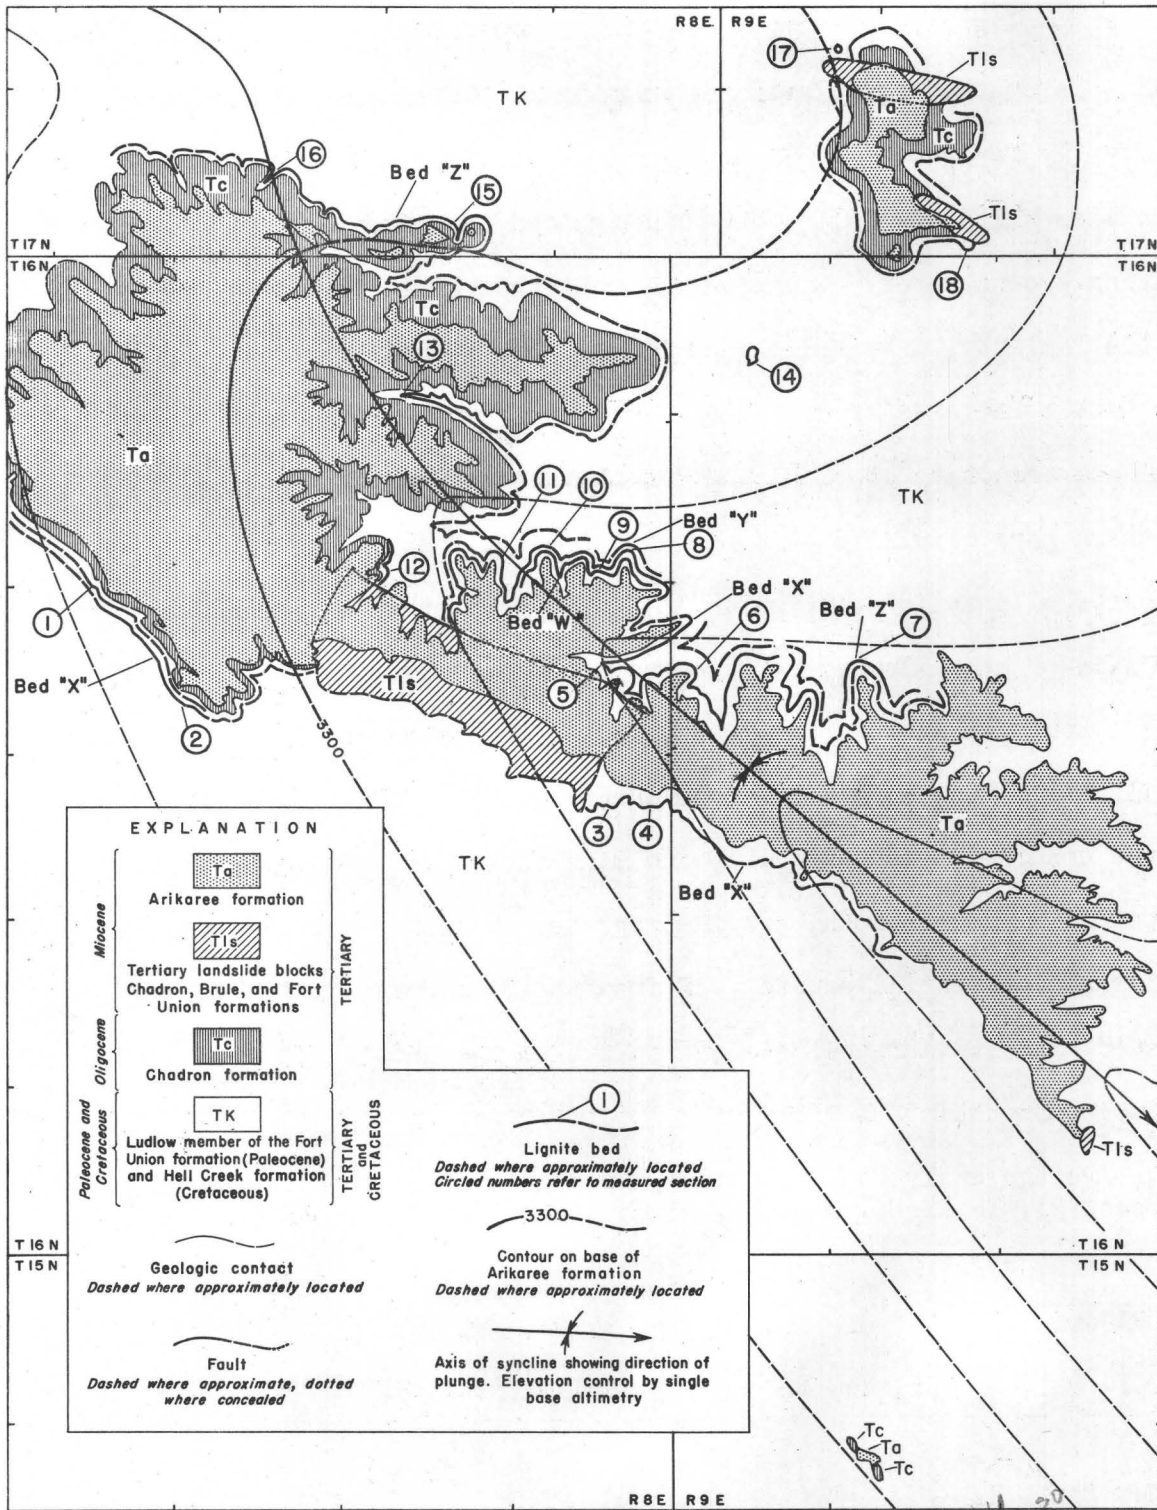 R8E R9E
17
Tls
TK
Ta
Tc
16
Tc
Bed "Z"
15
Tls
T17N
T16N
T17N
T16N
18
Tc
13
14
Ta
TK
11
10
9
Bed "Y"
8
12
Bed "X"
6
Bed "Z"
7
1
Bed "W"
Bed "X"
Tls
5
2
3300
3
4
Ta
TK
Bed "X"
EXPLANATION
Ta
Arikaree formation
Miocene
Tls
Tertiary landslide blocks
Chadron, Brule, and Fort
Union formations
TERTIARY
Oligocene
Tc
Chadron formation
Paleocene and
Cretaceous
TK
Ludlow member of the Fort
Union formation (Paleocene)
and Hell Creek formation
(Cretaceous)
TERTIARY
and
CRETACEOUS
Geologic contact
Dashed where approximately located
Fault
Dashed where approximate, dotted
where concealed
1
Lignite bed
Dashed where approximately located
Circled numbers refer to measured section
3300
Contour on base of
Arikaree formation
Dashed where approximately located
Axis of syncline showing direction of
plunge. Elevation control by single
base altimetry
Tls
T16N
T15N
T16N
T15N
Tc
Ta
Tc
R8E R9E